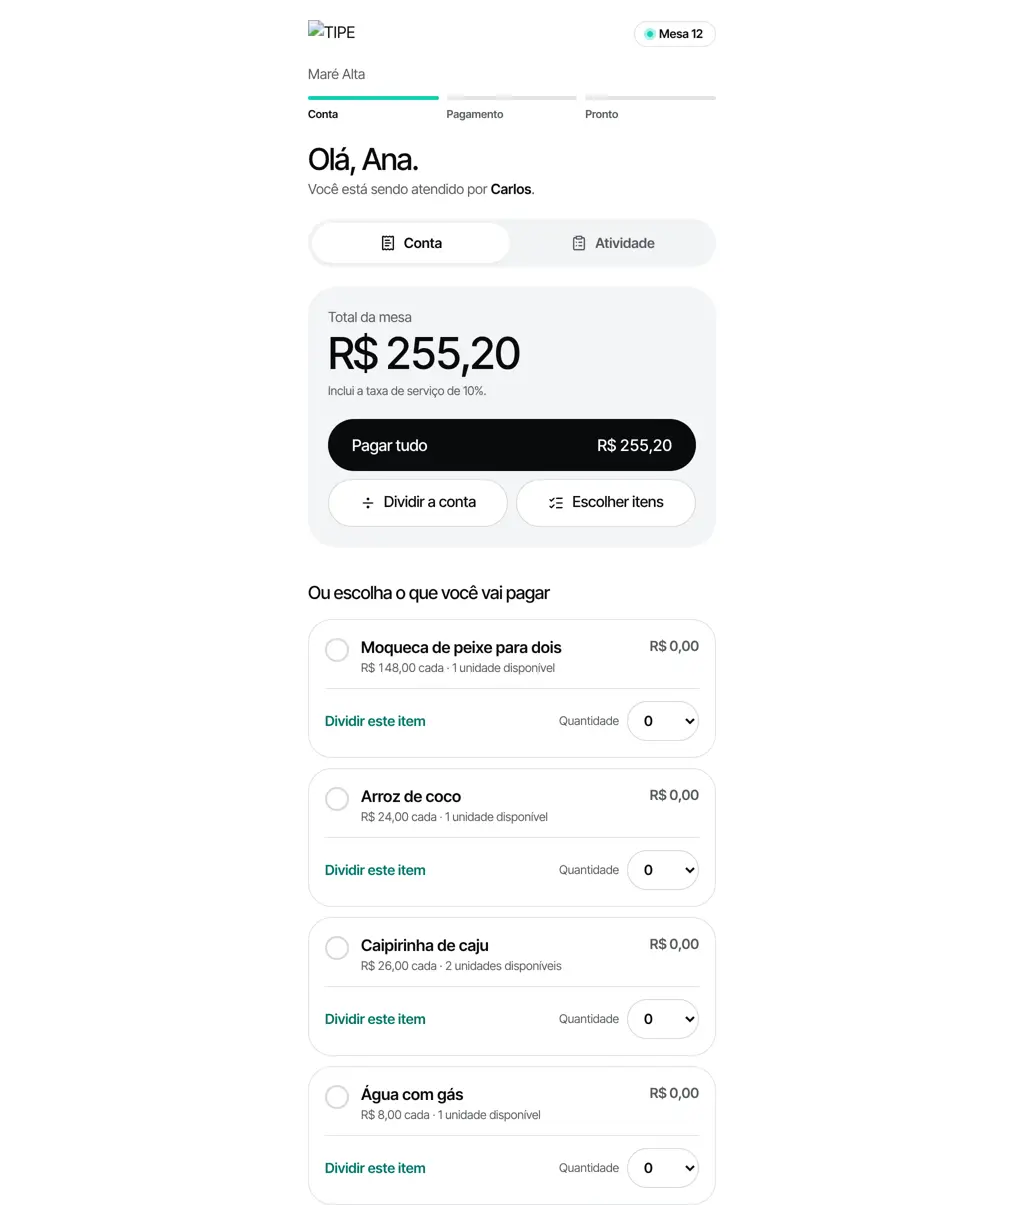 TIPE
Mesa 12
Maré Alta
Conta
Pagamento
Pronto
Olá, Ana.
Você está sendo atendido por Carlos.
Conta
Atividade
Total da mesa
R$ 255,20
Inclui a taxa de serviço de 10%.
Pagar tudo R$ 255,20
Dividir a conta
Escolher itens
Ou escolha o que você vai pagar
Moqueca de peixe para dois R$ 0,00
R$ 148,00 cada · 1 unidade disponível
Dividir este item Quantidade 0
Arroz de coco R$ 0,00
R$ 24,00 cada · 1 unidade disponível
Dividir este item Quantidade 0
Caipirinha de caju R$ 0,00
R$ 26,00 cada · 2 unidades disponíveis
Dividir este item Quantidade 0
Água com gás R$ 0,00
R$ 8,00 cada · 1 unidade disponível
Dividir este item Quantidade 0